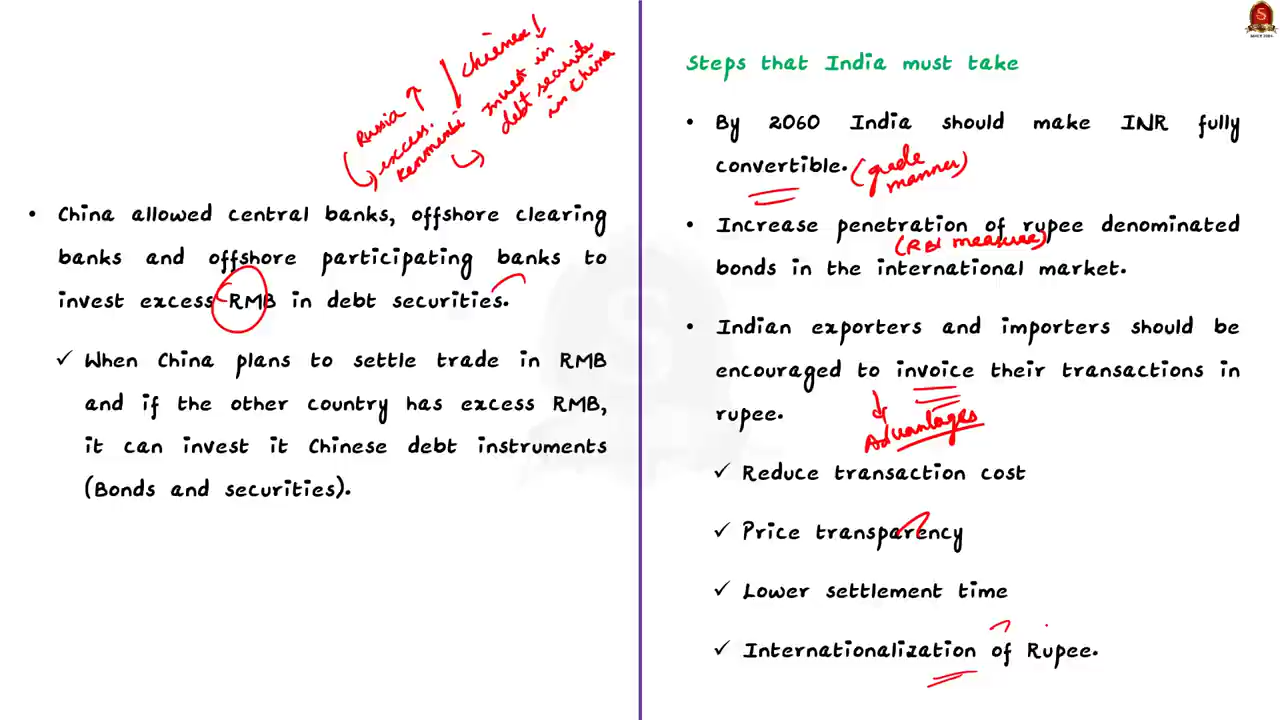 Russia ↑
excess.
Renmenbi
Chinese ↓
Invest in
debt securite
in China
• China allowed central banks, offshore clearing
banks and offshore participating banks to
invest excess RMB in debt securities.
✓ When China plans to settle trade in RMB
and if the other country has excess RMB,
it can invest it Chinese debt instruments
(Bonds and securities).
Steps that India must take
• By 2060 India should make INR fully
convertible. (grade
manner)
• Increase penetration of rupee denominated
(RBI measure)
bonds in the international market.
• Indian exporters and importers should be
encouraged to invoice their transactions in
rupee.
Advantages
✓ Reduce transaction cost
✓ Price transparency
✓ Lower settlement time
✓ Internationalization of Rupee.